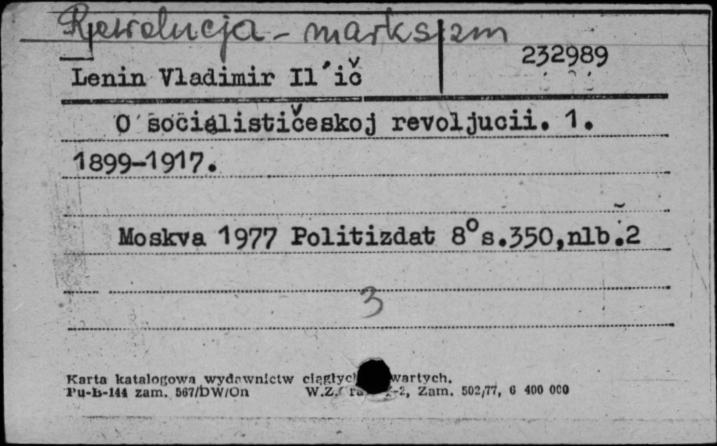 Rewolucja - marksizm
232989
Lenin Vladimir Il´ič
O socialističeskoj revoljucii. 1.
1899-1917.
Moskva 1977 Politizdat 8° s.350,nlb.2
3
Karta katalogowa wydawnictw ciągłych
Pu-B-144 zam. 567/DW/On W.Z. Zam. 502,77, 6 400 000